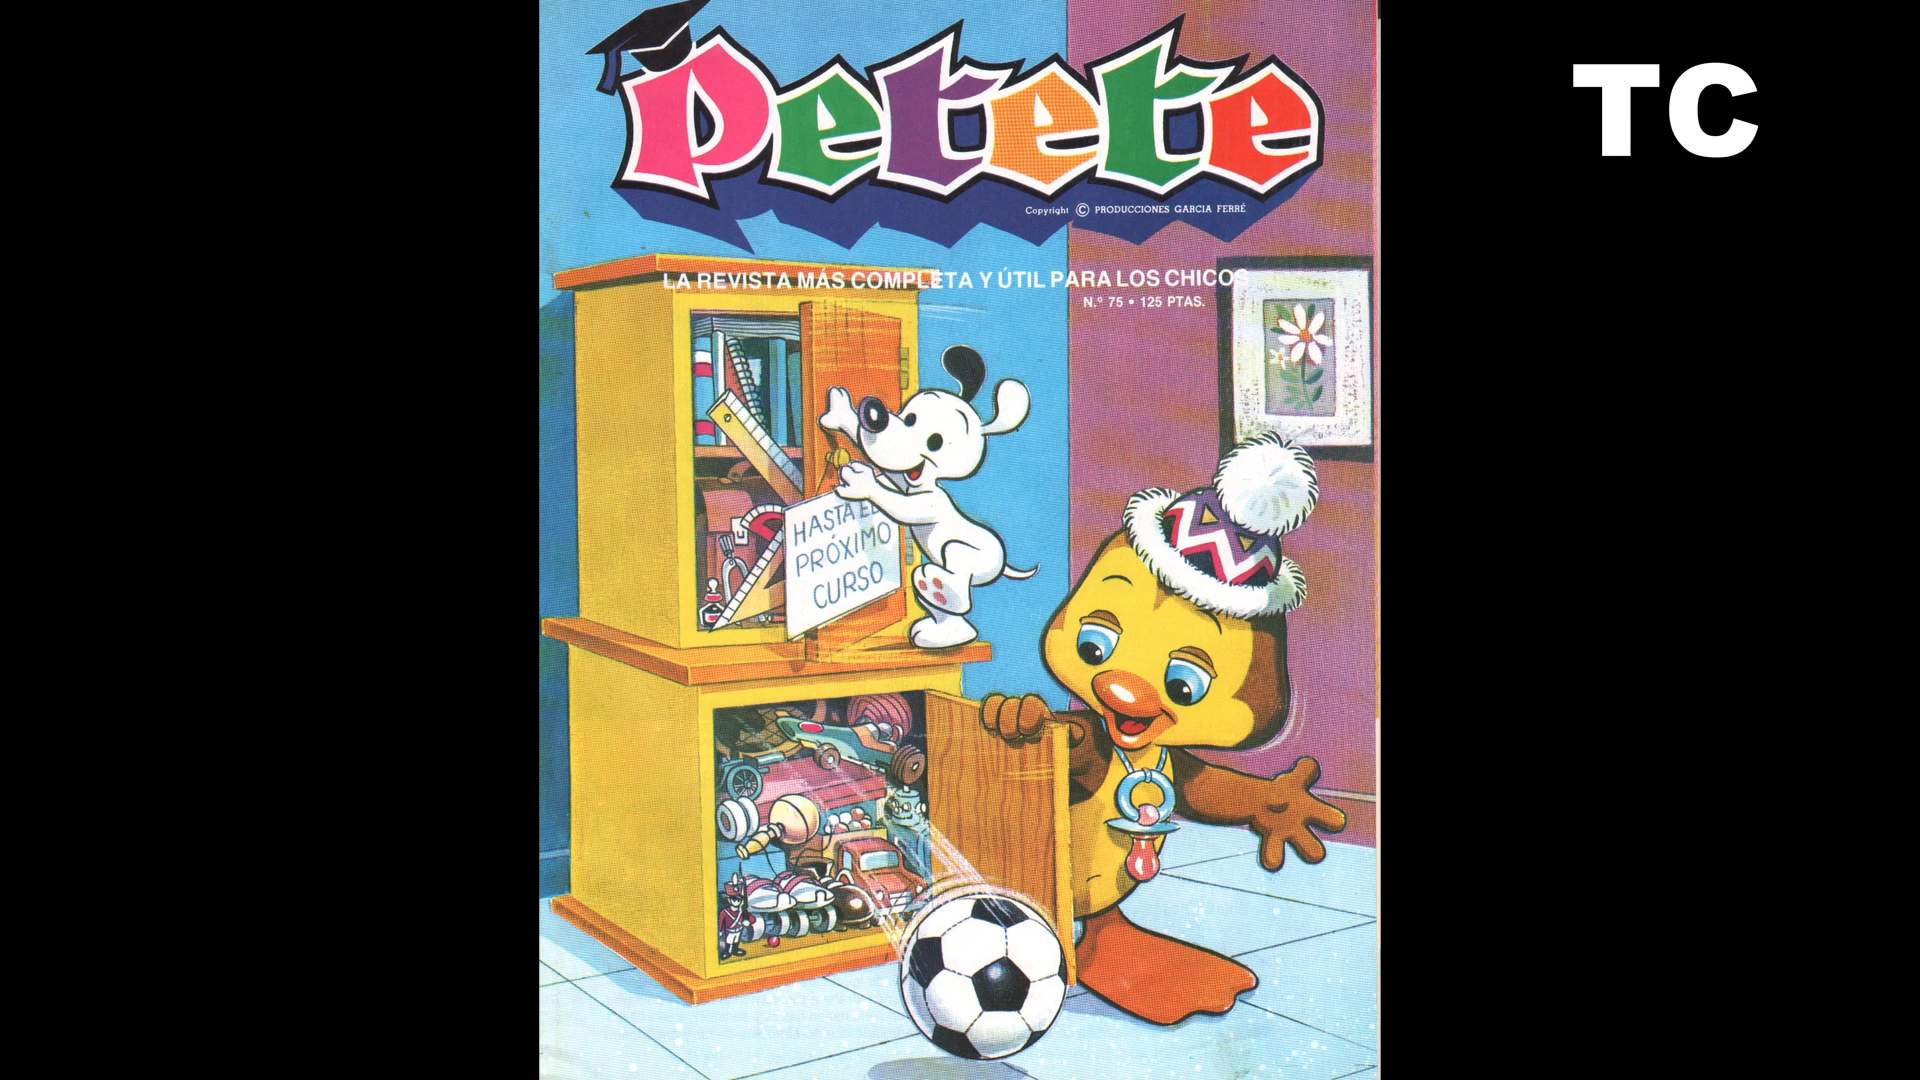 Petete
TC
Copyright © PRODUCCIONES GARCIA FERRÉ
LA REVISTA MÁS COMPLETA Y ÚTIL PARA LOS CHICOS
N.º 75 • 125 PTAS.
HASTA EL
PRÓXIMO
CURSO